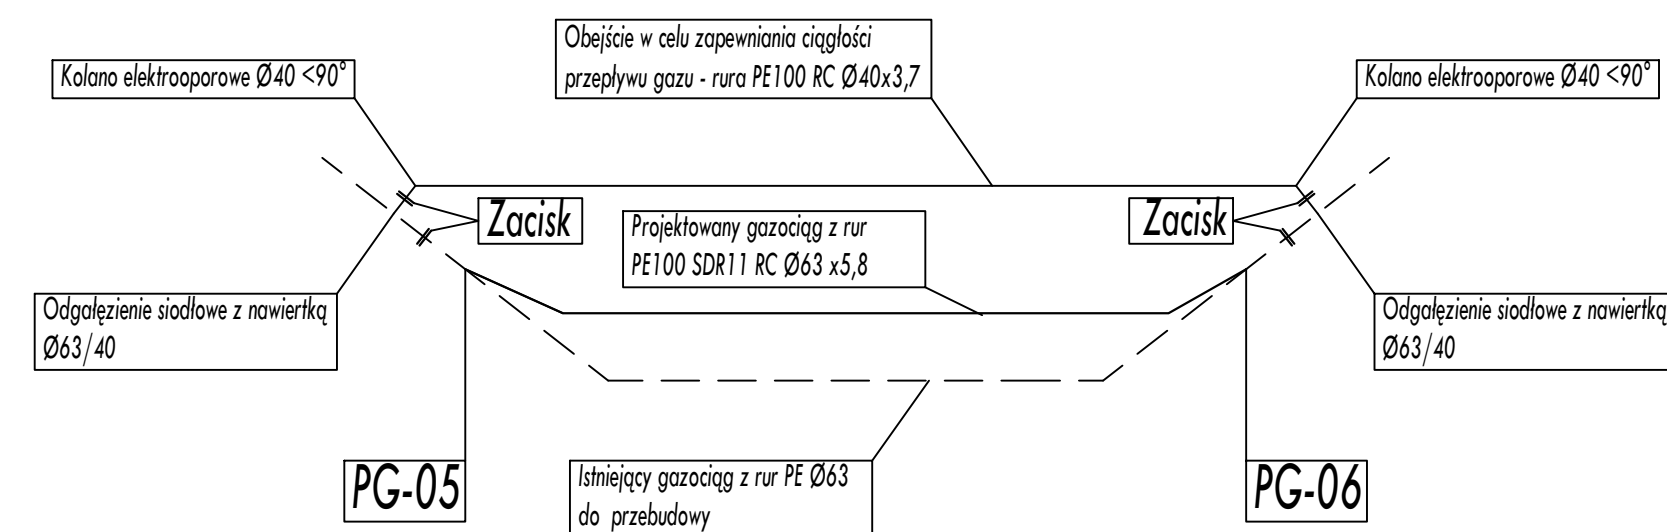 Obejście w celu zapewniania ciągłości
przepływu gazu - rura PE100 RC Ø40x3,7
Kolano elektrooporowe Ø40 <90°
Kolano elektrooporowe Ø40 <90°
Zacisk
Zacisk
Projektowany gazociąg z rur
PE100 SDR11 RC Ø63 x5,8
Odgałęzienie siodłowe z nawiertką
Ø63/40
Odgałęzienie siodłowe z nawiertką
Ø63/40
PG-05
Istniejący gazociąg z rur PE Ø63
do przebudowy
PG-06